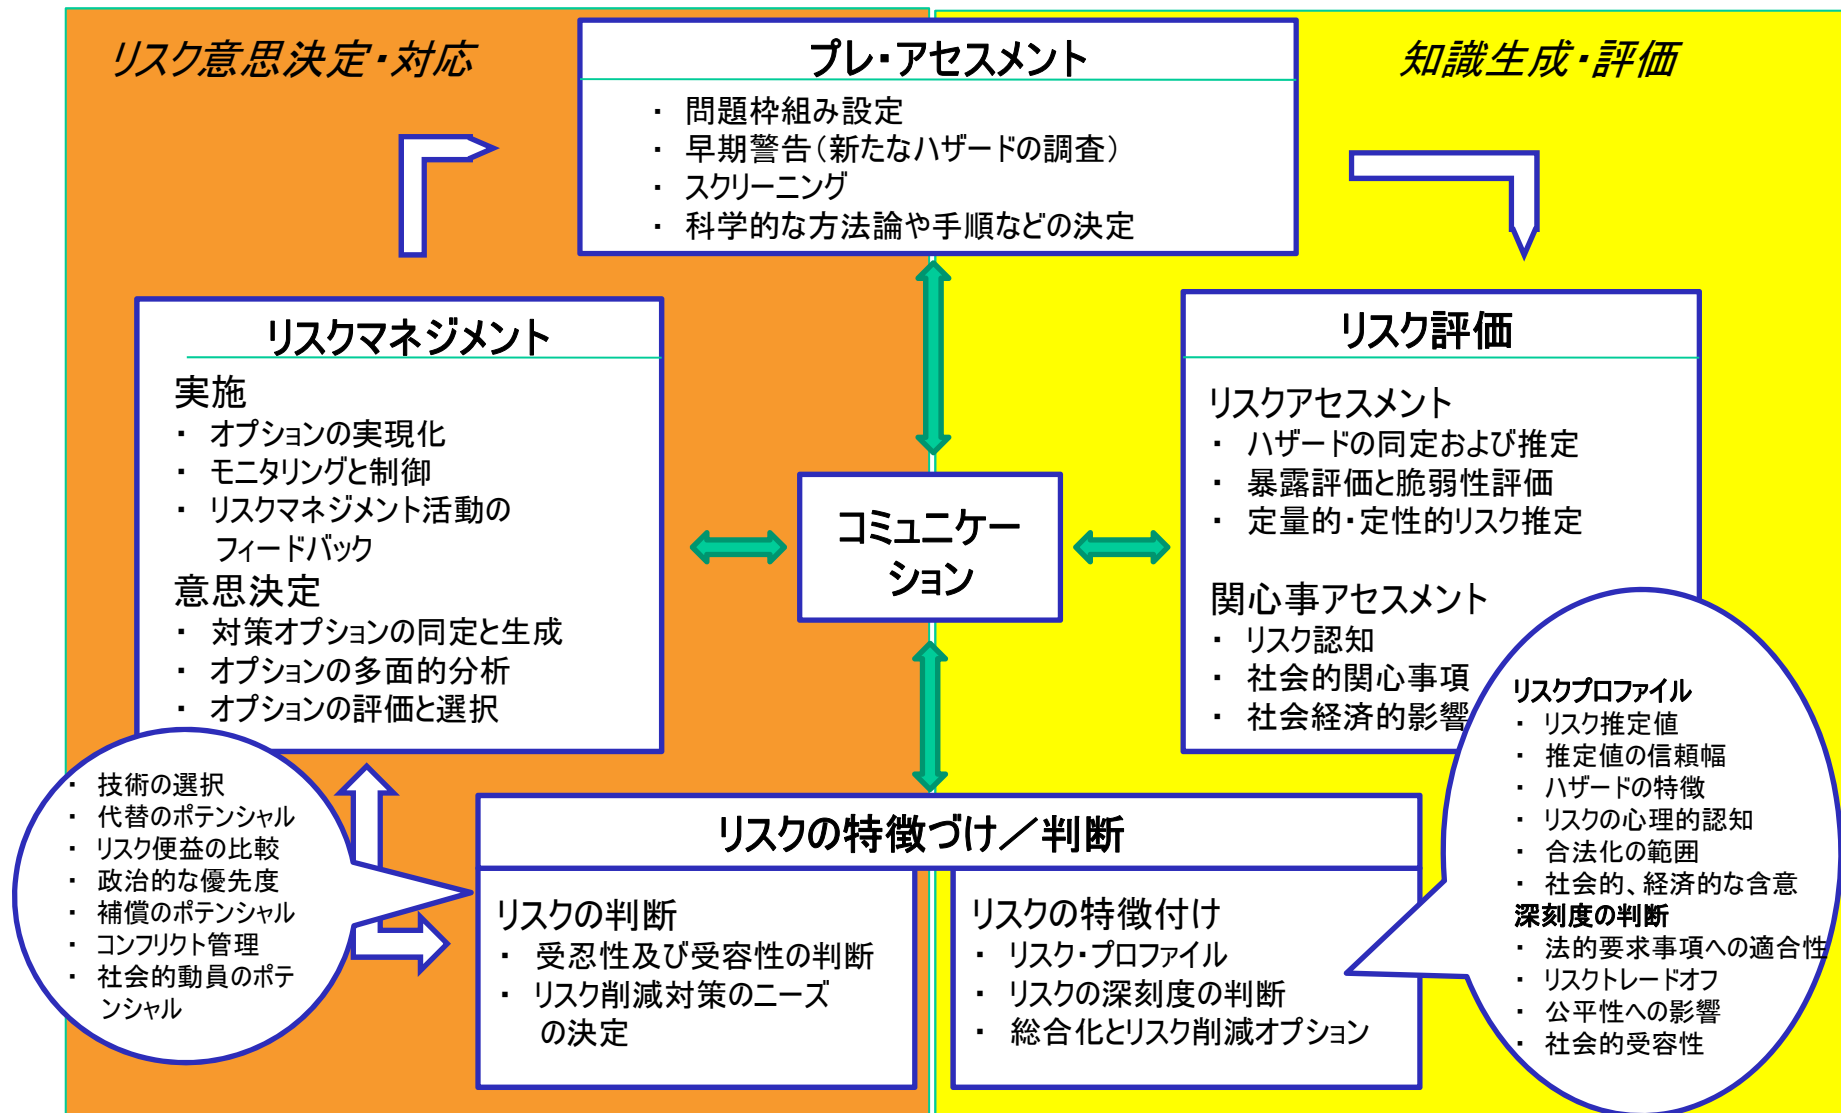 リスク意思決定・対応
プレ・アセスメント
・ 問題枠組み設定
・ 早期警告（新たなハザードの調査）
・ スクリーニング
・ 科学的な方法論や手順などの決定
知識生成・評価
リスクマネジメント
実施
・ オプションの実現化
・ モニタリングと制御
・ リスクマネジメント活動の
フィードバック
意思決定
・ 対策オプションの同定と生成
・ オプションの多面的分析
・ オプションの評価と選択
コミュニケー
ション
リスク評価
リスクアセスメント
・ ハザードの同定および推定
・ 暴露評価と脆弱性評価
・ 定量的・定性的リスク推定
関心事アセスメント
・ リスク認知
・ 社会的関心事項
・ 社会経済的影響
・ 技術の選択
・ 代替のポテンシャル
・ リスク便益の比較
・ 政治的な優先度
・ 補償のポテンシャル
・ コンフリクト管理
・ 社会的動員のポテ
ンシャル
リスクの特徴づけ／判断
リスクの判断
・ 受忍性及び受容性の判断
・ リスク削減対策のニーズ
の決定
リスクの特徴付け
・ リスク・プロファイル
・ リスクの深刻度の判断
・ 総合化とリスク削減オプション
リスクプロファイル
・ リスク推定値
・ 推定値の信頼幅
・ ハザードの特徴
・ リスクの心理的認知
・ 合法化の範囲
・ 社会的、経済的な含意
深刻度の判断
・ 法的要求事項への適合性
・ リスクトレードオフ
・ 公平性への影響
・ 社会的受容性